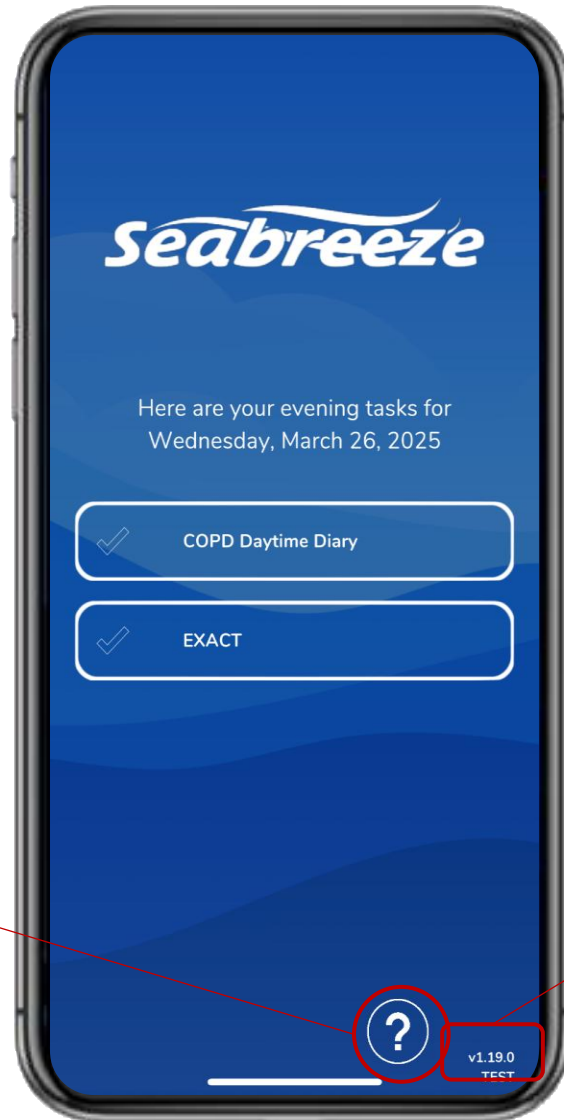 Seabreeze
Here are your evening tasks for
Wednesday, March 26, 2025
COPD Daytime Diary
EXACT
?
v1.19.0
TEST